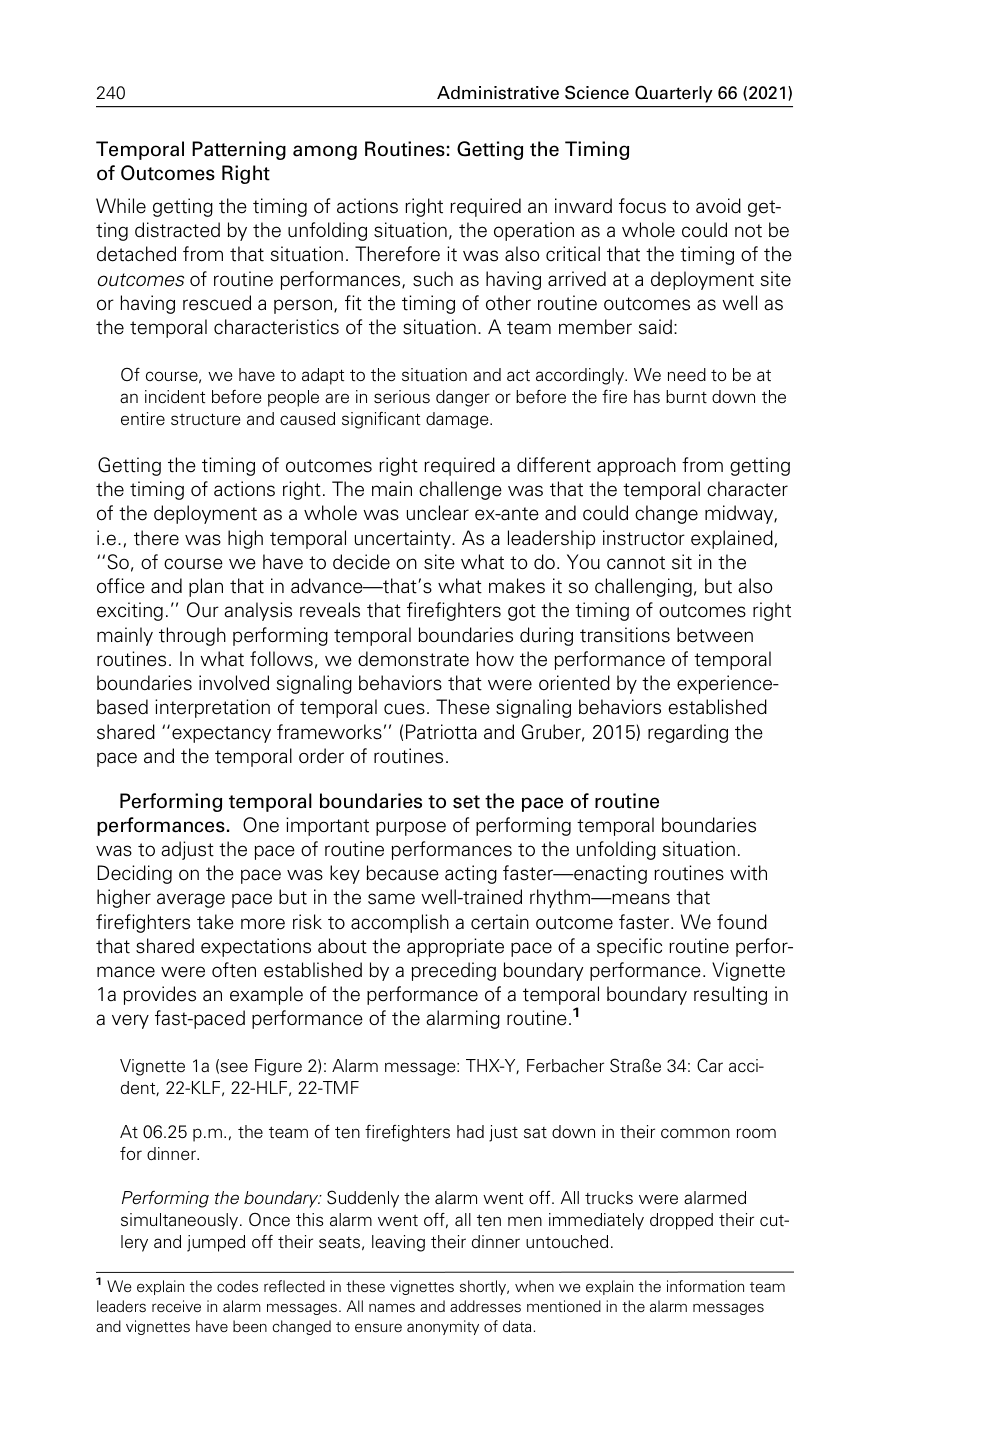 240
Administrative Science Quarterly 66 (2021)
Temporal Patterning among Routines: Getting the Timing
of Outcomes Right
While getting the timing of actions right required an inward focus to avoid get-
ting distracted by the unfolding situation, the operation as a whole could not be
detached from that situation. Therefore it was also critical that the timing of the
outcomes of routine performances, such as having arrived at a deployment site
or having rescued a person, fit the timing of other routine outcomes as well as
the temporal characteristics of the situation. A team member said:
Of course, we have to adapt to the situation and act accordingly. We need to be at
an incident before people are in serious danger or before the fire has burnt down the
entire structure and caused significant damage.
Getting the timing of outcomes right required a different approach from getting
the timing of actions right. The main challenge was that the temporal character
of the deployment as a whole was unclear ex-ante and could change midway,
i.e., there was high temporal uncertainty. As a leadership instructor explained,
‘‘So, of course we have to decide on site what to do. You cannot sit in the
office and plan that in advance—that’s what makes it so challenging, but also
exciting.’’ Our analysis reveals that firefighters got the timing of outcomes right
mainly through performing temporal boundaries during transitions between
routines. In what follows, we demonstrate how the performance of temporal
boundaries involved signaling behaviors that were oriented by the experience-
based interpretation of temporal cues. These signaling behaviors established
shared ‘‘expectancy frameworks’’ (Patriotta and Gruber, 2015) regarding the
pace and the temporal order of routines.
Performing temporal boundaries to set the pace of routine
performances. One important purpose of performing temporal boundaries
was to adjust the pace of routine performances to the unfolding situation.
Deciding on the pace was key because acting faster—enacting routines with
higher average pace but in the same well-trained rhythm—means that
firefighters take more risk to accomplish a certain outcome faster. We found
that shared expectations about the appropriate pace of a specific routine perfor-
mance were often established by a preceding boundary performance. Vignette
1a provides an example of the performance of a temporal boundary resulting in
a very fast-paced performance of the alarming routine.1
Vignette 1a (see Figure 2): Alarm message: THX-Y, Ferbacher Straße 34: Car acci-
dent, 22-KLF, 22-HLF, 22-TMF
At 06.25 p.m., the team of ten firefighters had just sat down in their common room
for dinner.
Performing the boundary: Suddenly the alarm went off. All trucks were alarmed
simultaneously. Once this alarm went off, all ten men immediately dropped their cut-
lery and jumped off their seats, leaving their dinner untouched.
1 We explain the codes reflected in these vignettes shortly, when we explain the information team
leaders receive in alarm messages. All names and addresses mentioned in the alarm messages
and vignettes have been changed to ensure anonymity of data.